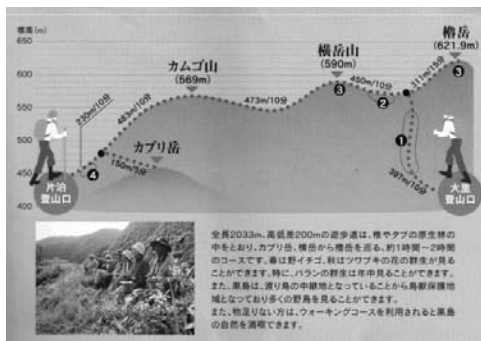 標高(m)
650
600
550
500
450
400
カムゴ山
(569m)
横岳山
(590m)
櫓岳
(621.9m)
カブリ岳
230m/10分
483m/10分
150m/5分
473m/10分
450m/10分
311m/15分
397m/10分
❶
❷
❸
❸
❹
片泊
登山口
大里
登山口
全長2033m、高低差200mの遊歩道は、椎やタブの原生林の
中をとおり、カブリ岳、横岳から櫓岳を巡る、約1時間〜2時間
のコースです。春は野イチゴ、秋はツワブキの花の群生が見る
ことができます。特に、バランの群生は年中見ることができます。
また、黒島は、渡り鳥の中継地となっていることから鳥獣保護地
域となっており多くの野鳥を見ることができます。
また、物足りない方は、ウォーキングコースを利用されると黒島
の自然を満喫できます。